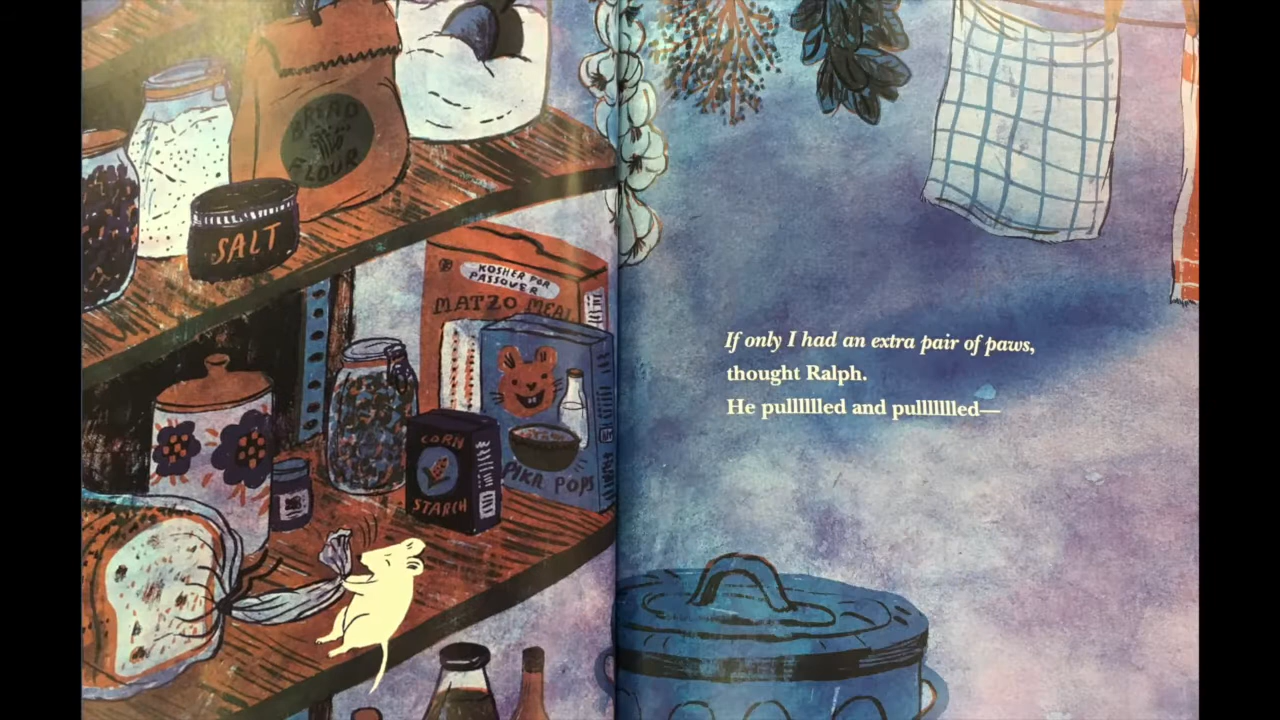 BREAD
FLOUR
SALT
KOSHER FOR
PASSOVER
MATZO MEAL
CORN
STARCH
PIKA POPS
If only I had an extra pair of paws,
thought Ralph.
He pulllllled and pullllllled—